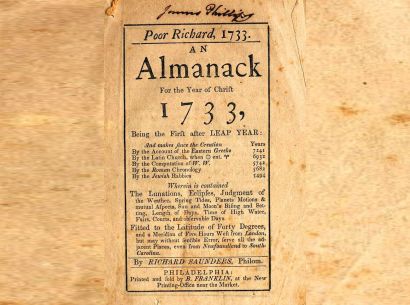 James Phillips
Poor Richard, 1733.
AN
Almanack
For the Year of Chriſt
1733,
Being the Firſt after LEAP YEAR:
And makes ſince the Creation Years
By the Account of the Eastern Greeks 7241
By the Latin Church, when ☉ ent. ♈ 6932
By the Computation of W. W. 5742
By the Roman Chronology 5682
By the Jewiſh Rabbies 5494
Wherein is contained
The Lunations, Eclipſes, Judgment of
the Weather, Spring Tides, Planets Motions &
mutual Aſpects, Sun and Moon's Riſing and Set-
ting, Length of Days, Time of High Water,
Fairs, Courts, and obſervable Days.
Fitted to the Latitude of Forty Degrees,
and a Meridian of Five Hours Weſt from London,
but may without ſenſible Error, ſerve all the ad-
jacent Places, even from Newfoundland to South-
Carolina.
By RICHARD SAUNDERS, Philom.
PHILADELPHIA:
Printed and ſold by B. FRANKLIN, at the New
Printing-Office near the Market.